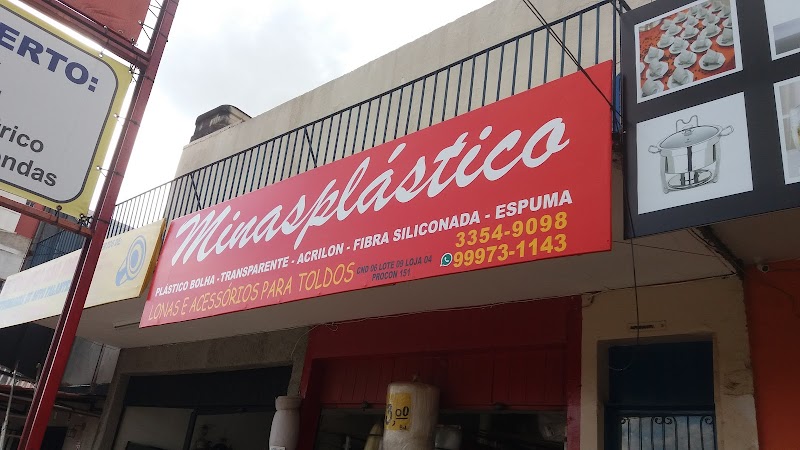 ERTO:
rico
ndas
Minasplástico
PLÁSTICO BOLHA - TRANSPARENTE - ACRILON - FIBRA SILICONADA - ESPUMA
LONAS E ACESSÓRIOS PARA TOLDOS
CND 06 LOTE 09 LOJA 04
PROCON 151
3354-9098
99973-1143